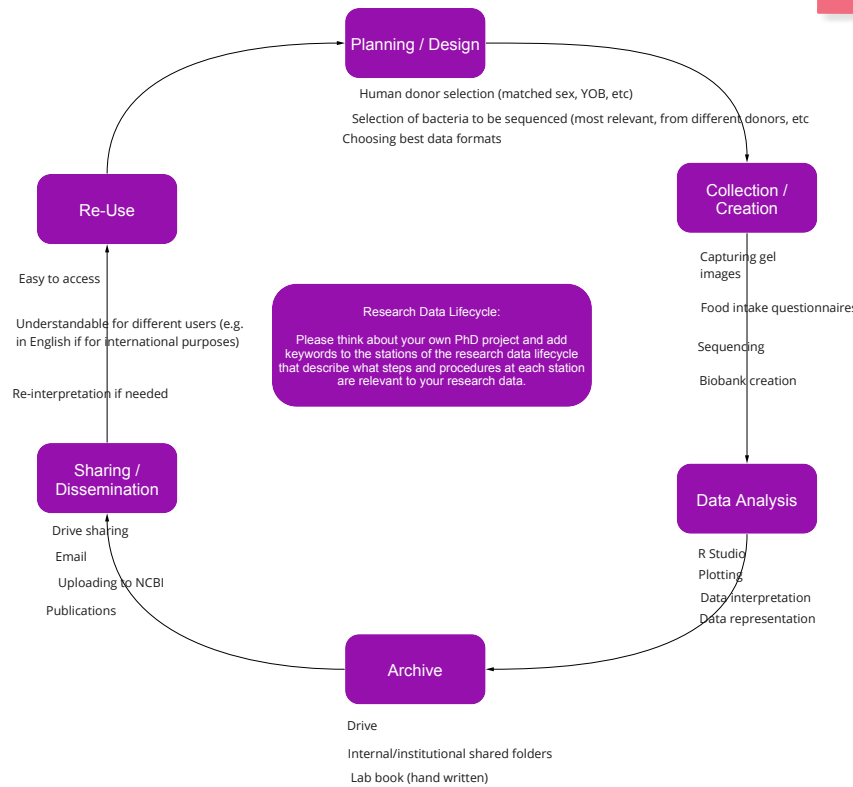 Planning / Design
Human donor selection (matched sex, YOB, etc)
Selection of bacteria to be sequenced (most relevant, from different donors, etc
Choosing best data formats
Collection /
Creation
Capturing gel
images
Food intake questionnaires
Sequencing
Biobank creation
Data Analysis
R Studio
Plotting
Data interpretation
Data representation
Archive
Drive
Internal/institutional shared folders
Lab book (hand written)
Sharing /
Dissemination
Drive sharing
Email
Uploading to NCBI
Publications
Re-Use
Easy to access
Understandable for different users (e.g.
in English if for international purposes)
Re-interpretation if needed
Research Data Lifecycle:
Please think about your own PhD project and add
keywords to the stations of the research data lifecycle
that describe what steps and procedures at each station
are relevant to your research data.